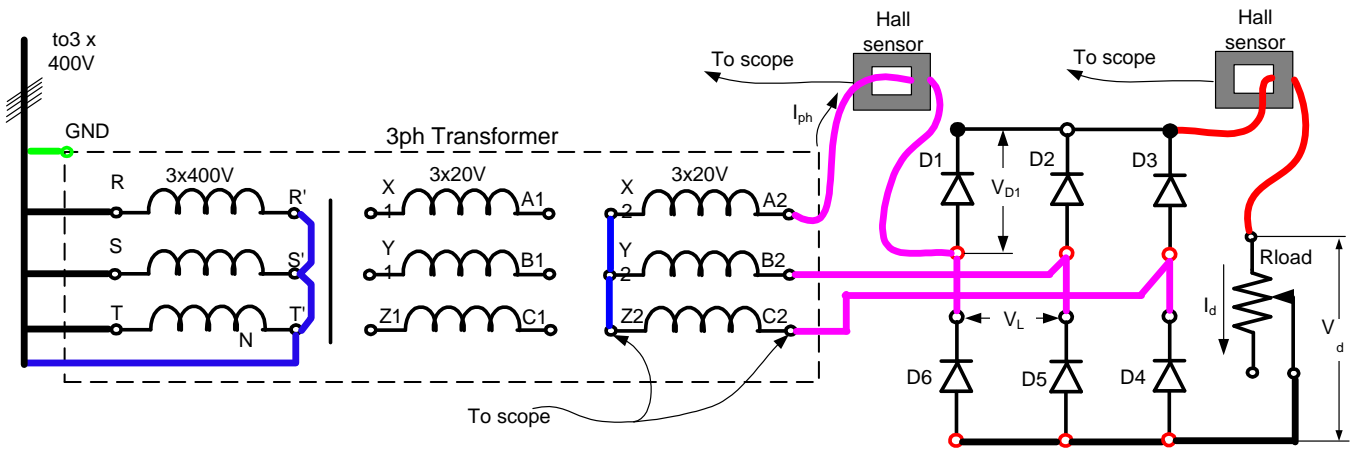 to3 x
400V
GND
3ph Transformer
Hall
sensor
To scope
I ph
Hall
sensor
To scope
R
3x400V
R'
X
1
3x20V
A1
X
2
3x20V
A2
S
S'
Y
1
B1
Y
2
B2
T
N
T'
Z1
C1
Z2
C2
To scope
D1
V D1
D2
D3
V L
D6
D5
D4
Rload
I d
V d